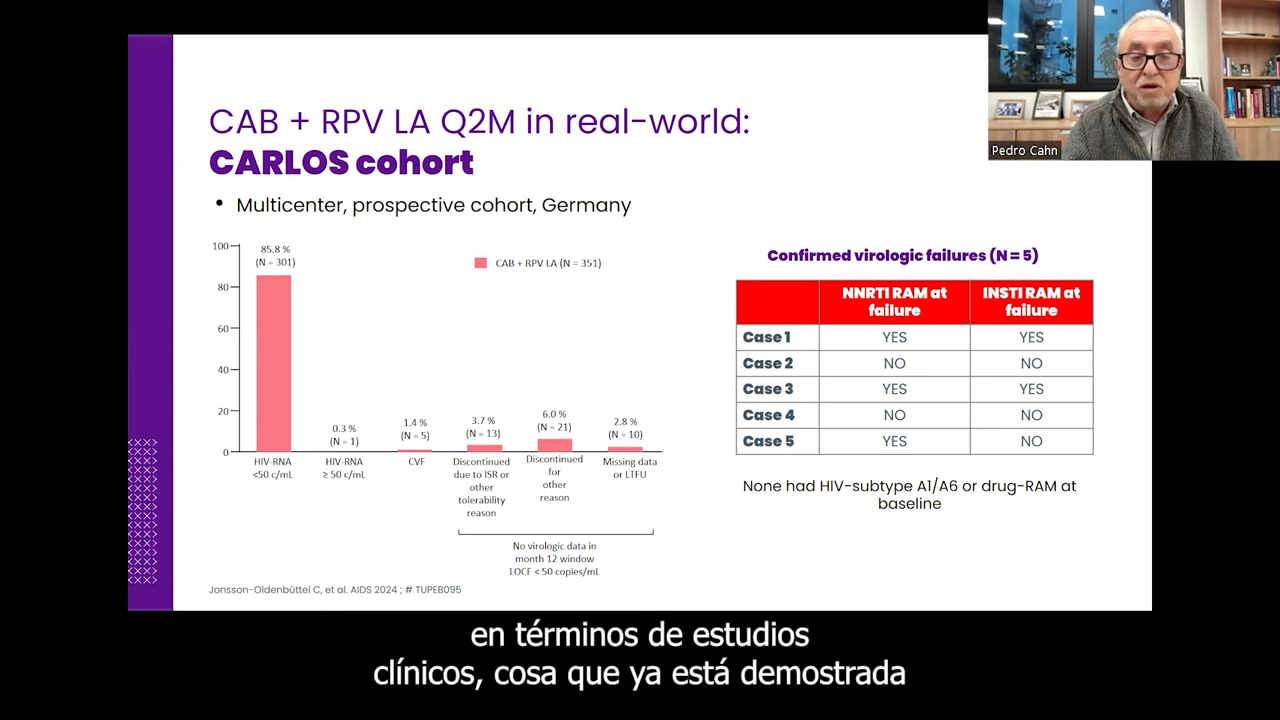 Pedro Cahn
CAB + RPV LA Q2M in real-world:
CARLOS cohort
• Multicenter, prospective cohort, Germany
100
80
60
40
20
0
CAB + RPV LA (N = 351)
85.8 %
(N = 301)
0.3 %
(N = 1)
1.4 %
(N = 5)
3.7 %
(N = 13)
6.0 %
(N = 21)
2.8 %
(N = 10)
HIV-RNA
<50 c/mL
HIV-RNA
≥ 50 c/mL
CVF
Discontinued
due to ISR or
other
tolerability
reason
Discontinued
for
other
reason
Missing data
or LTFU
No virologic data in
month 12 window
LOCF < 50 copies/mL
Confirmed virologic failures (N = 5)
NNRTI RAM at
failure
INSTI RAM at
failure
Case 1 YES YES
Case 2 NO NO
Case 3 YES YES
Case 4 NO NO
Case 5 YES NO
None had HIV-subtype A1/A6 or drug-RAM at
baseline
Jonsson-Oldenbüttel C, et al. AIDS 2024 ; # TUPEB095
en términos de estudios
clínicos, cosa que ya está demostrada